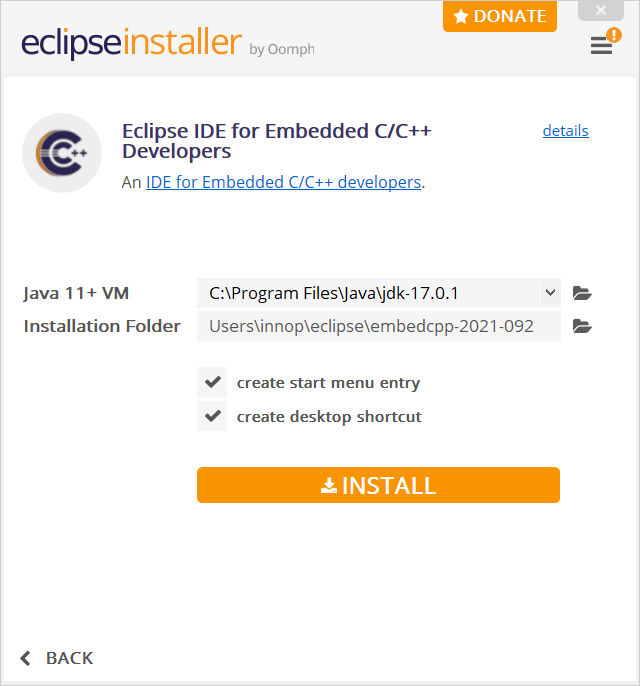 DONATE
eclipseinstaller by Oomph
!
C++
Eclipse IDE for Embedded C/C++
Developers
details
An IDE for Embedded C/C++ developers.
Java 11+ VM
C:\Program Files\Java\jdk-17.0.1
Installation Folder
Users\innop\eclipse\embedcpp-2021-092
create start menu entry
create desktop shortcut
INSTALL
BACK